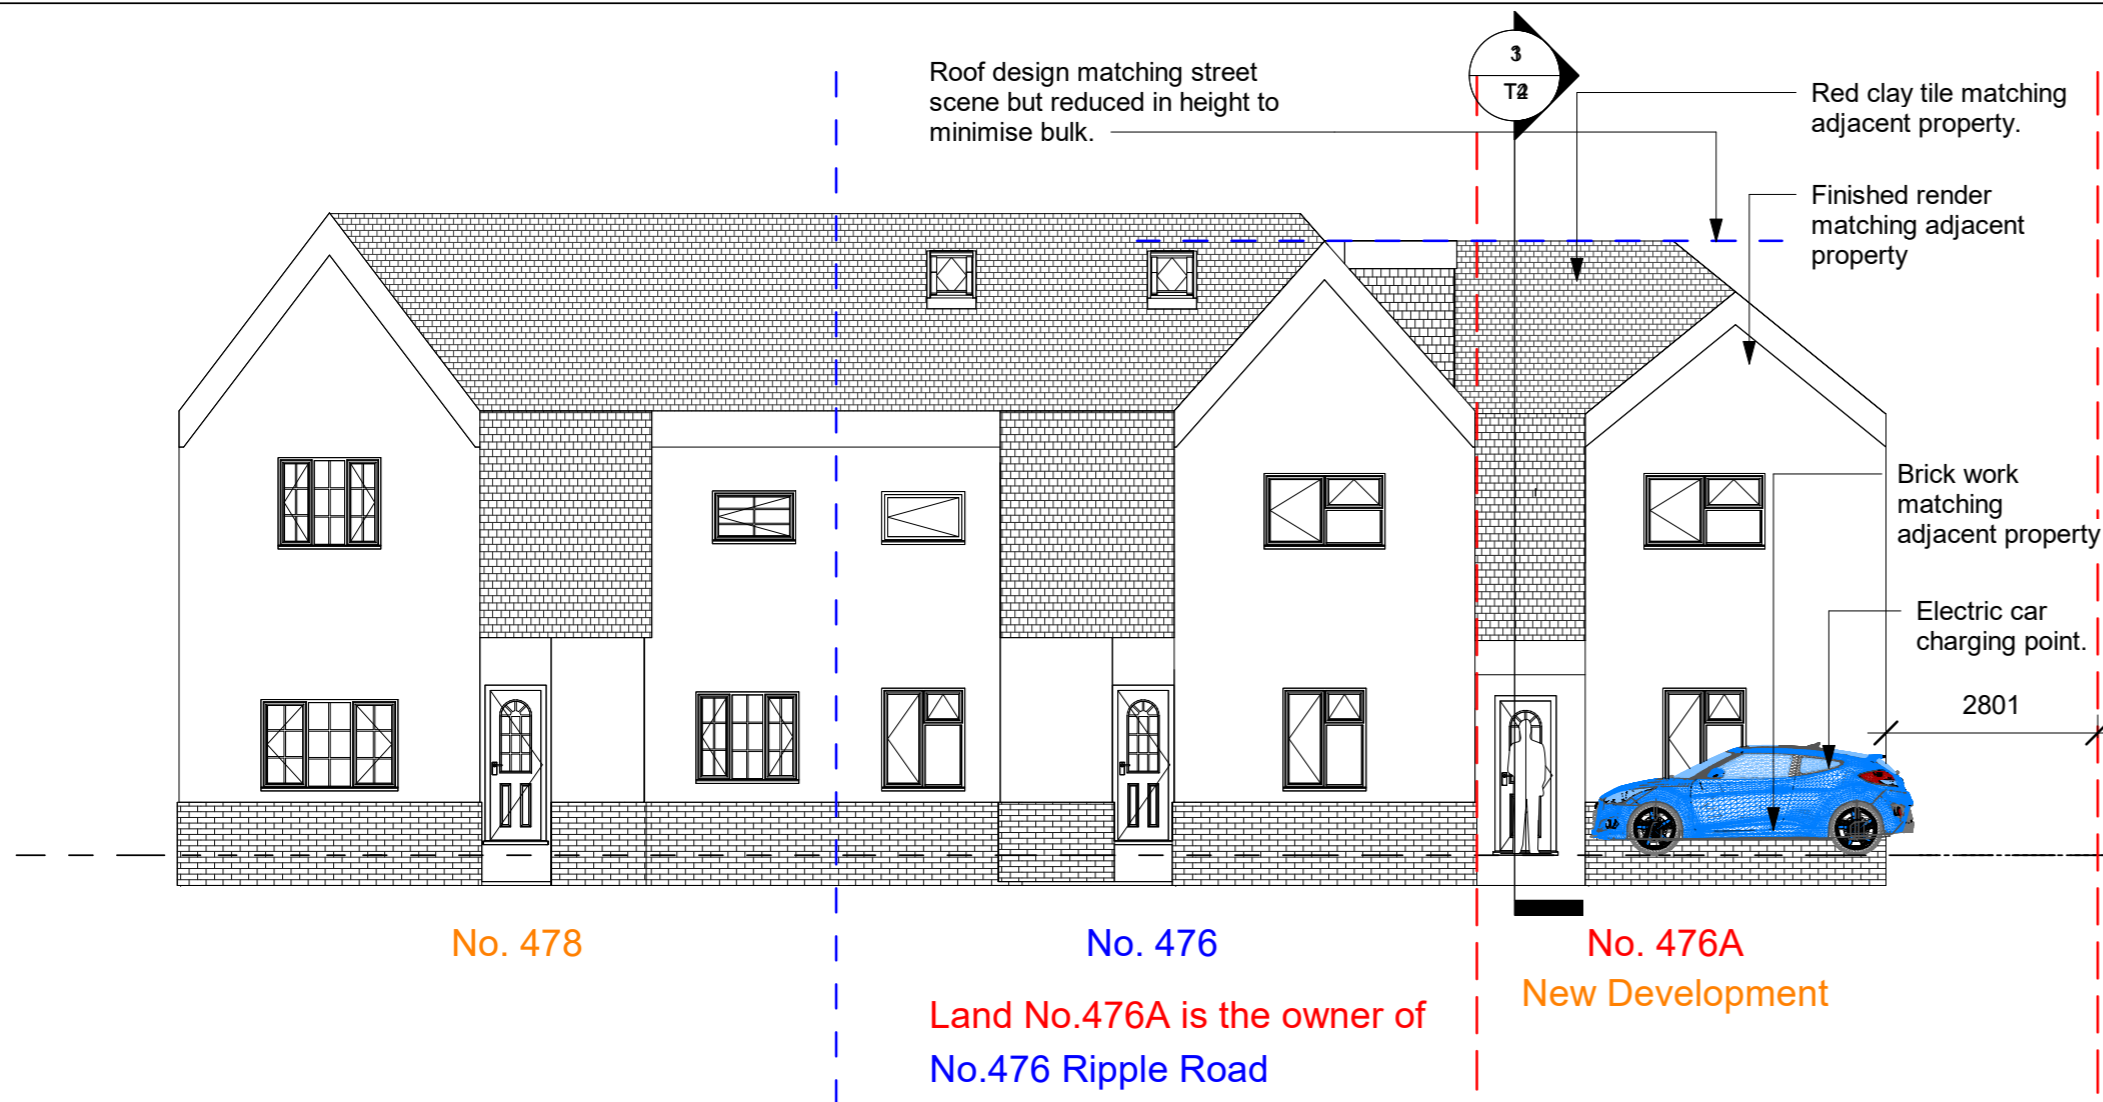 Roof design matching street
scene but reduced in height to
minimise bulk.
Red clay tile matching
adjacent property.
Finished render
matching adjacent
property
Brick work
matching
adjacent property
Electric car
charging point.
2801
No. 478
No. 476
No. 476A
New Development
Land No.476A is the owner of
No.476 Ripple Road